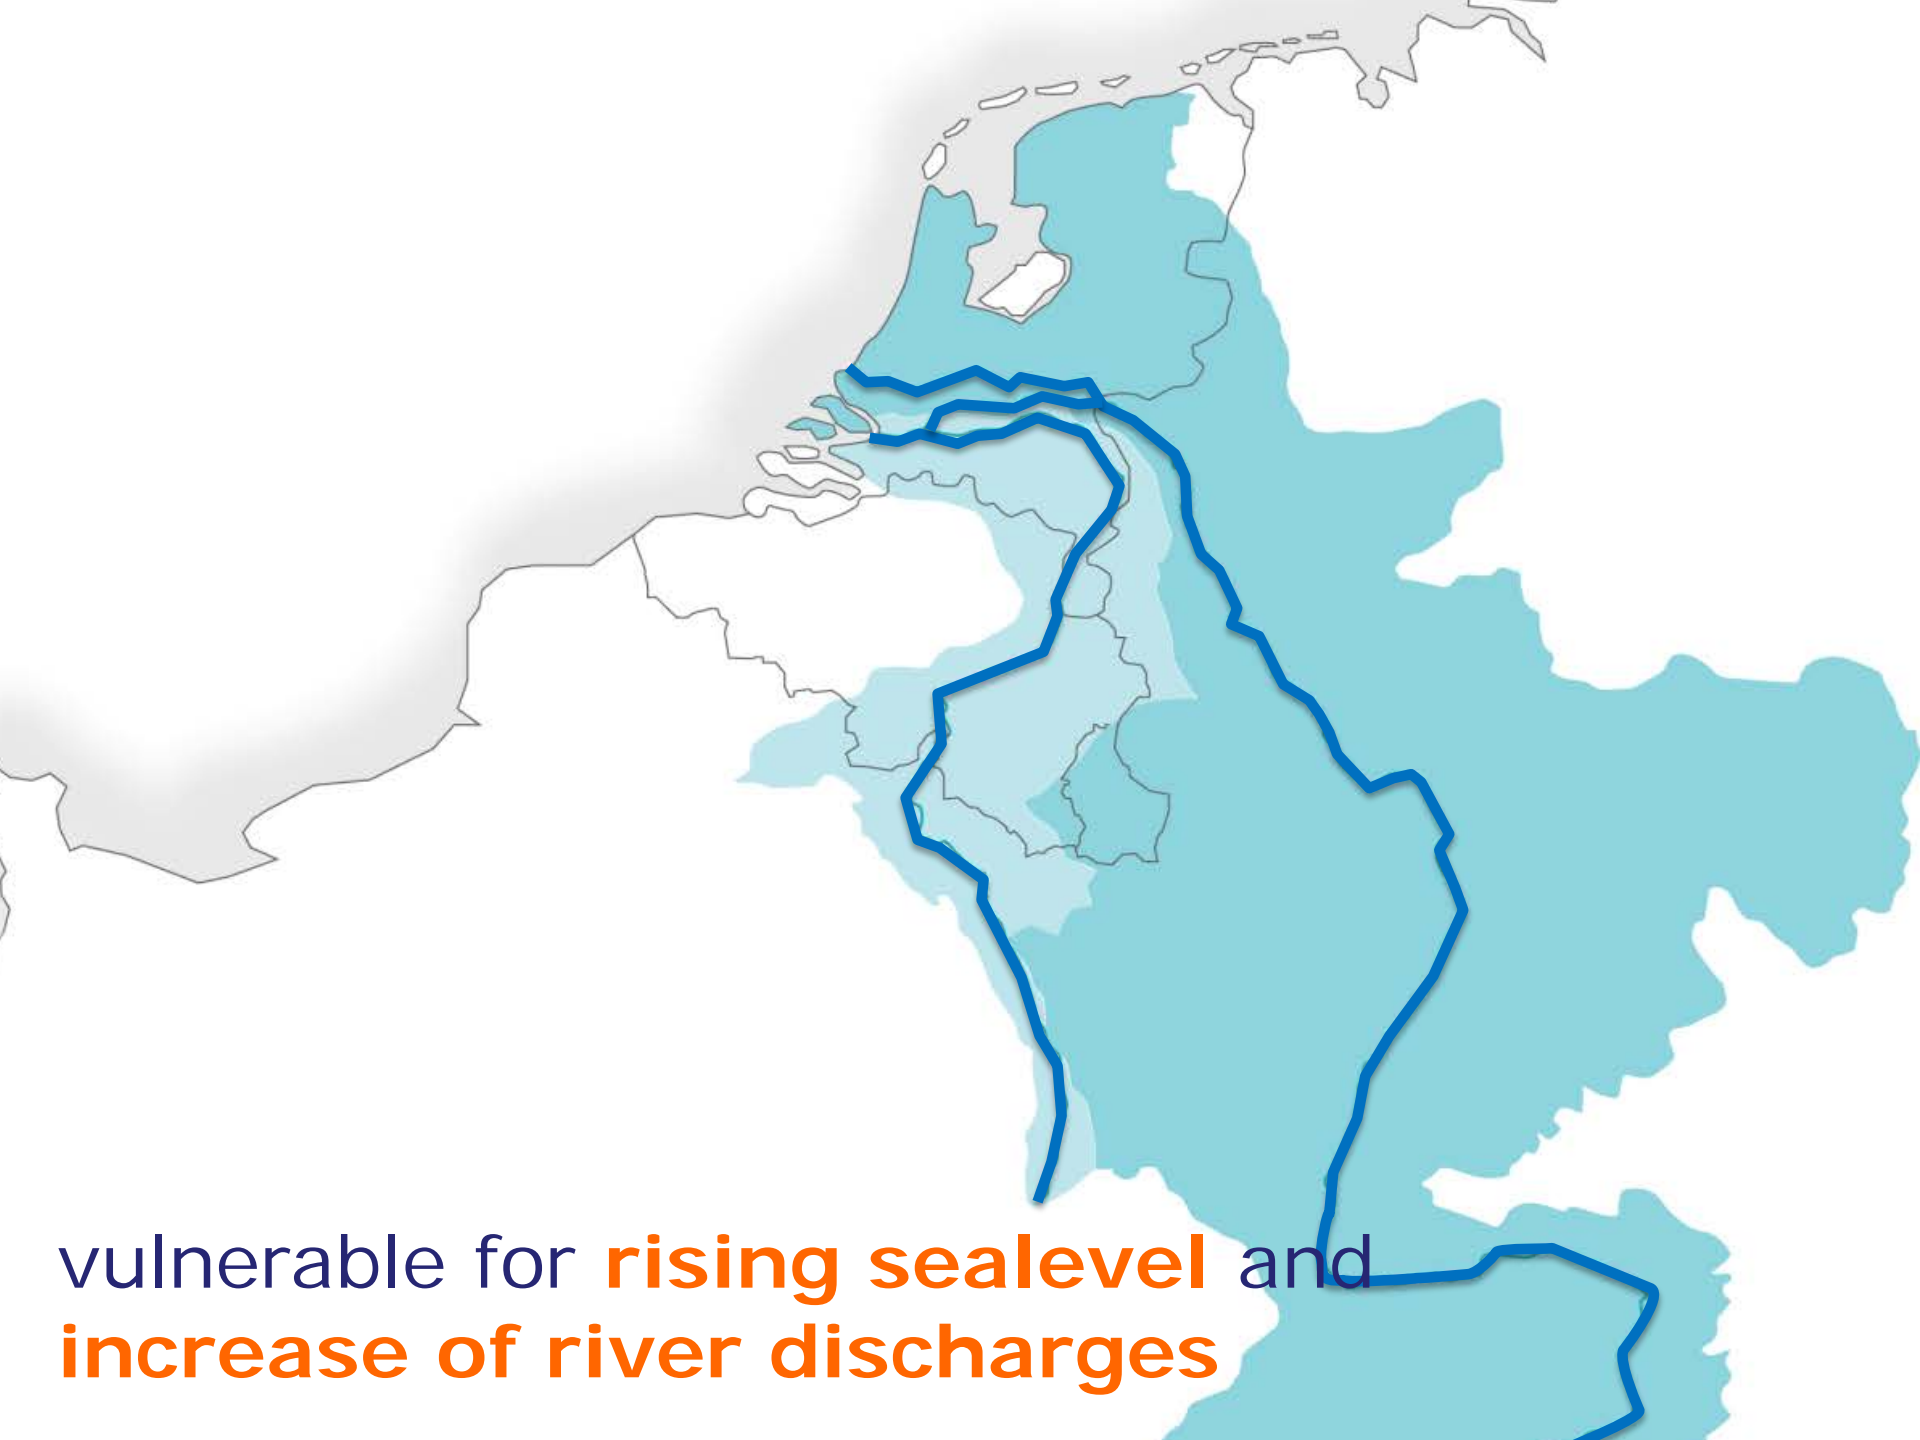 vulnerable for rising sealevel and
increase of river discharges